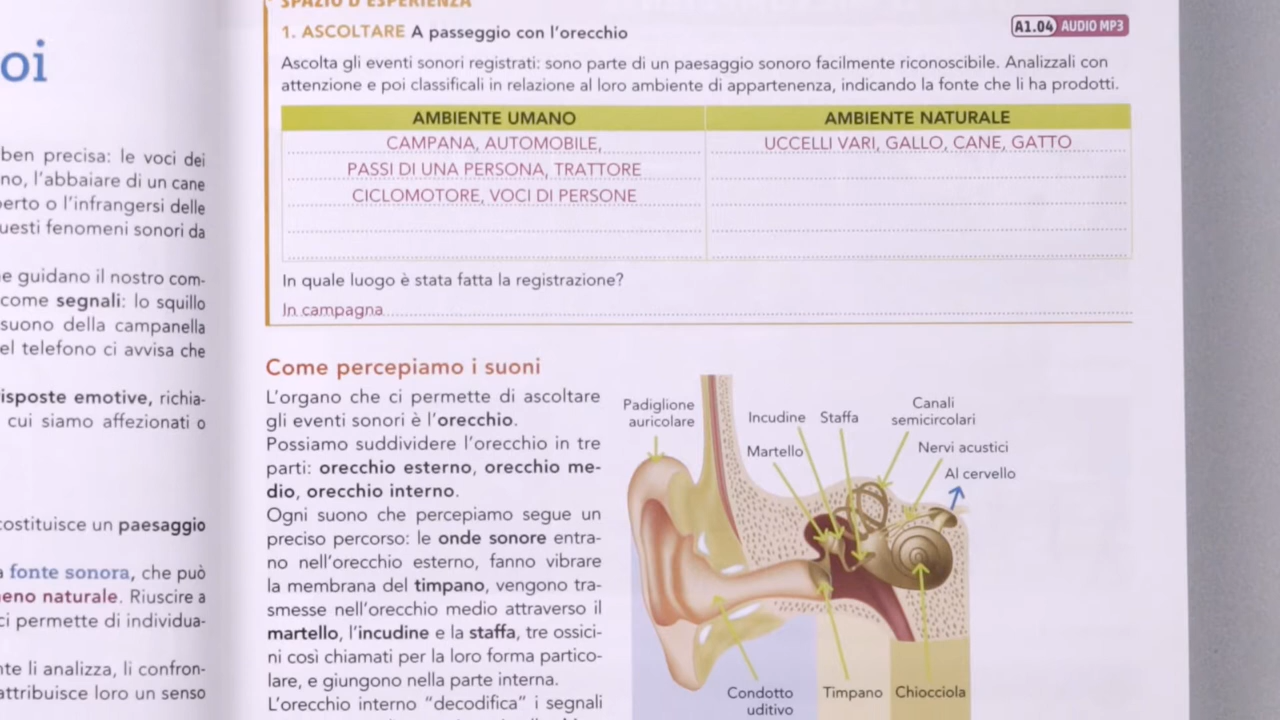 oi
ben precisa: le voci dei
no, l'abbaiare di un cane
perto o l'infrangersi delle
uesti fenomeni sonori da
e guidano il nostro com-
come segnali: lo squillo
suono della campanella
el telefono ci avvisa che
isposte emotive, richia-
cui siamo affezionati o
costituisce un paesaggio
a fonte sonora, che può
neno naturale. Riuscire a
ci permette di individua-
nte li analizza, li confron-
attribuisce loro un senso
SPAZIO D'ESPERIENZA
1. ASCOLTARE A passeggio con l'orecchio
A1.04 AUDIO MP3
Ascolta gli eventi sonori registrati: sono parte di un paesaggio sonoro facilmente riconoscibile. Analizzali con
attenzione e poi classificali in relazione al loro ambiente di appartenenza, indicando la fonte che li ha prodotti.
AMBIENTE UMANO
AMBIENTE NATURALE
CAMPANA, AUTOMOBILE,
UCCELLI VARI, GALLO, CANE, GATTO
PASSI DI UNA PERSONA, TRATTORE
CICLOMOTORE, VOCI DI PERSONE
In quale luogo è stata fatta la registrazione?
In campagna
Come percepiamo i suoni
L'organo che ci permette di ascoltare
gli eventi sonori è l'orecchio.
Possiamo suddividere l'orecchio in tre
parti: orecchio esterno, orecchio me-
dio, orecchio interno.
Ogni suono che percepiamo segue un
preciso percorso: le onde sonore entra-
no nell'orecchio esterno, fanno vibrare
la membrana del timpano, vengono tra-
smesse nell'orecchio medio attraverso il
martello, l'incudine e la staffa, tre ossici-
ni così chiamati per la loro forma partico-
lare, e giungono nella parte interna.
L'orecchio interno "decodifica" i segnali
Padiglione
auricolare
Incudine
Staffa
Canali
semicircolari
Martello
Nervi acustici
Al cervello
Condotto
uditivo
Timpano
Chiocciola